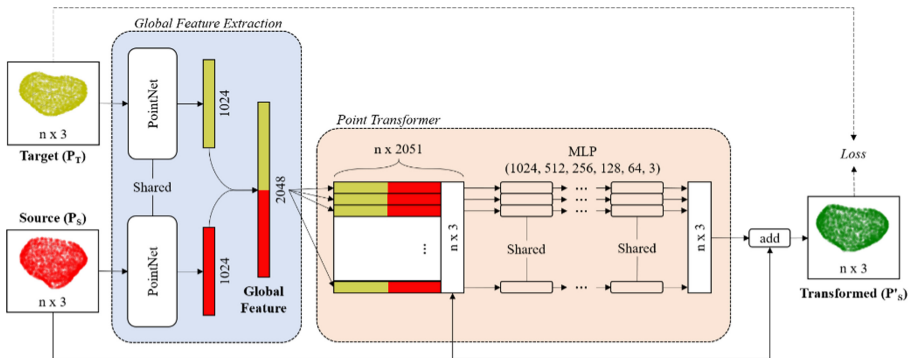 Global Feature Extraction
n x 3
Target (P_T)
PointNet
1024
Shared
2048
Source (P_S)
n x 3
PointNet
1024
Global
Feature
Point Transformer
n x 2051
MLP
(1024, 512, 256, 128, 64, 3)
...
...
...
...
n x 3
Shared
Shared
...
...
n x 3
Loss
add
n x 3
Transformed (P'_S)